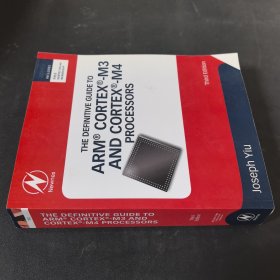 THE DEFINITIVE GUIDE TO
ARM® CORTEX®-M3
AND CORTEX®-M4
PROCESSORS
Third Edition
Joseph Yiu
Newnes
THE DEFINITIVE GUIDE TO
ARM® CORTEX®-M3 AND
CORTEX®-M4 PROCESSORS